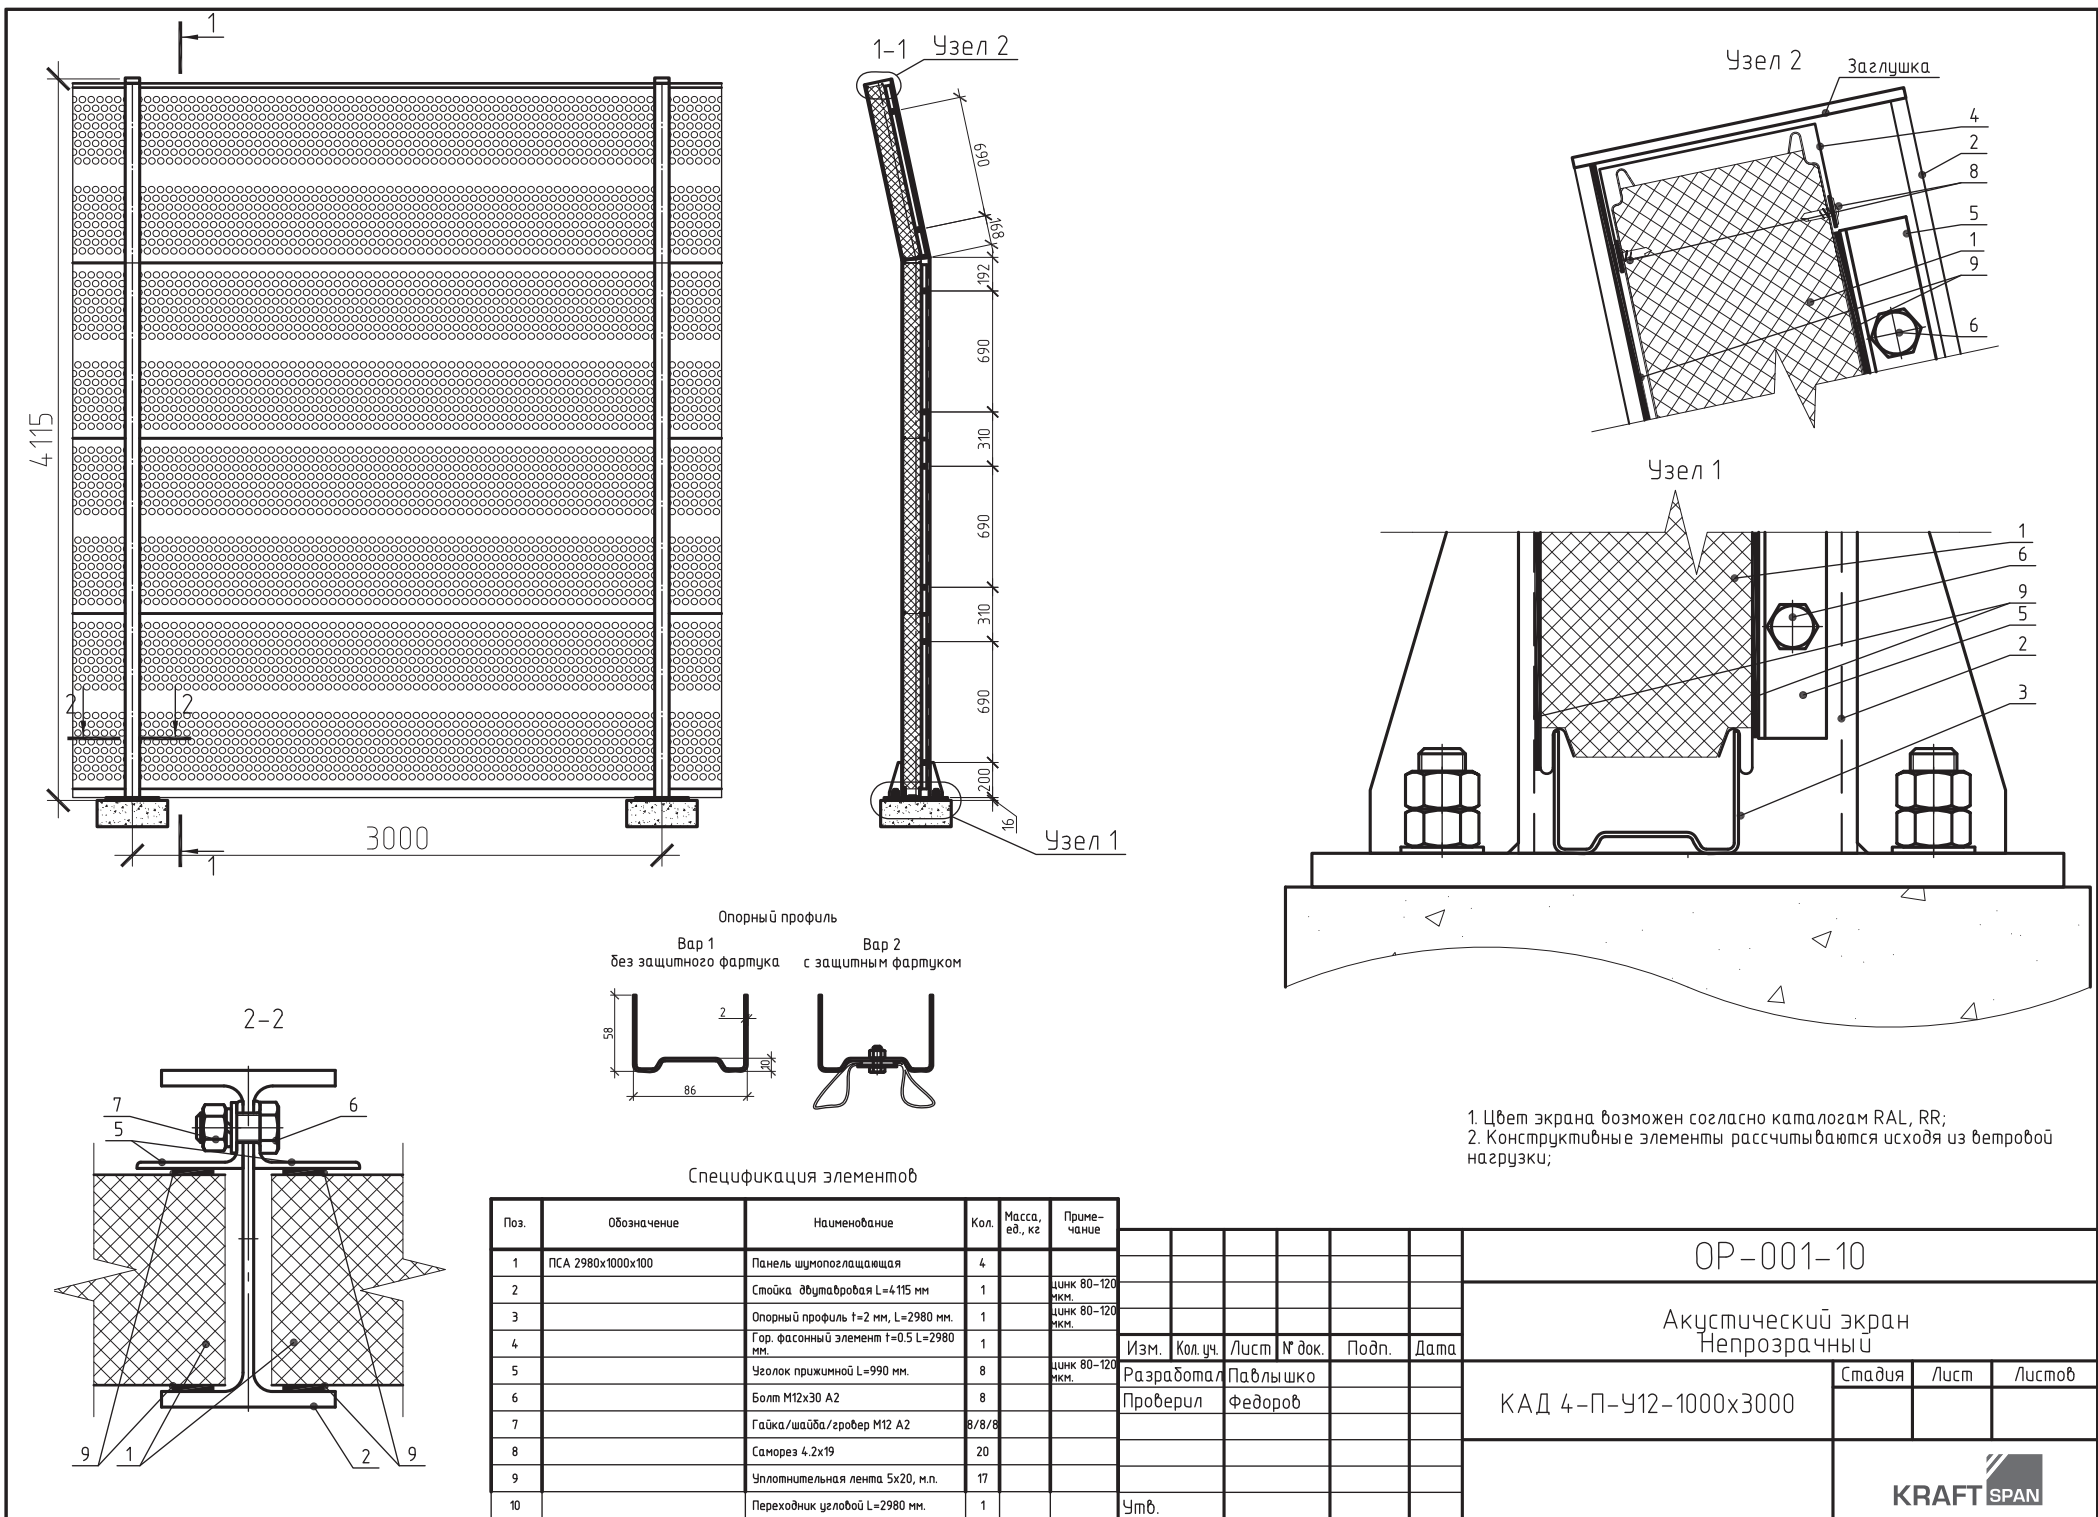 1
1
4115
3000
2
2
1-1
Узел 2
690
168
192
690
310
690
310
690
200
16
Узел 1
Узел 2
Заглушка
4
2
8
5
1
9
6
Узел 1
1
6
9
5
2
3
Опорный профиль
Вар 1
без защитного фартука
Вар 2
с защитным фартуком
58
2
10
86
2-2
7
5
6
9
1
2
9
1. Цвет экрана возможен согласно каталогам RAL, RR;
2. Конструктивные элементы рассчитываются исходя из ветровой
нагрузки;
Спецификация элементов
Поз. Обозначение Наименование Кол. Масса, ед., кг Приме-чание
1 ПСА 2980х1000х100 Панель шумопоглащающая 4
2 Стойка двутавровая L=4115 мм 1 цинк 80-120 мкм.
3 Опорный профиль t=2 мм, L=2980 мм. 1 цинк 80-120 мкм.
4 Гор. фасонный элемент t=0.5 L=2980 мм. 1
5 Уголок прижимной L=990 мм. 8 цинк 80-120 мкм.
6 Болт М12х30 А2 8
7 Гайка/шайба/гровер М12 А2 8/8/8
8 Саморез 4.2х19 20
9 Уплотнительная лента 5х20, м.п. 17
10 Переходник угловой L=2980 мм. 1
Изм. Кол. уч. Лист № док. Подп. Дата
Разработал Павлышко
Проверил Федоров
Утв.
ОР-001-10
Акустический экран
Непрозрачный
КАД 4-П-У12-1000х3000
Стадия Лист Листов
KRAFT SPAN